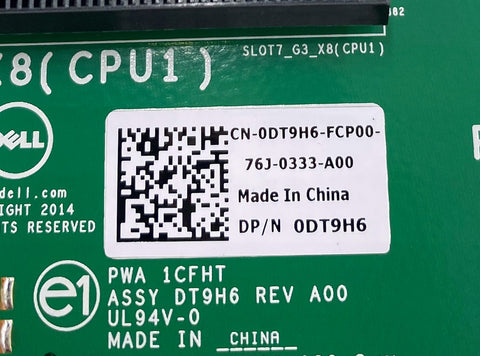 SLOT7_G3_X8(CPU1)
X8(CPU1)
DELL
dell.com
IGHT 2014
TS RESERVED
CN-0DT9H6-FCP00-
76J-0333-A00
Made In China
DP/N 0DT9H6
e1
PWA 1CFHT
ASSY DT9H6 REV A00
UL94V-0
MADE IN _CHINA_